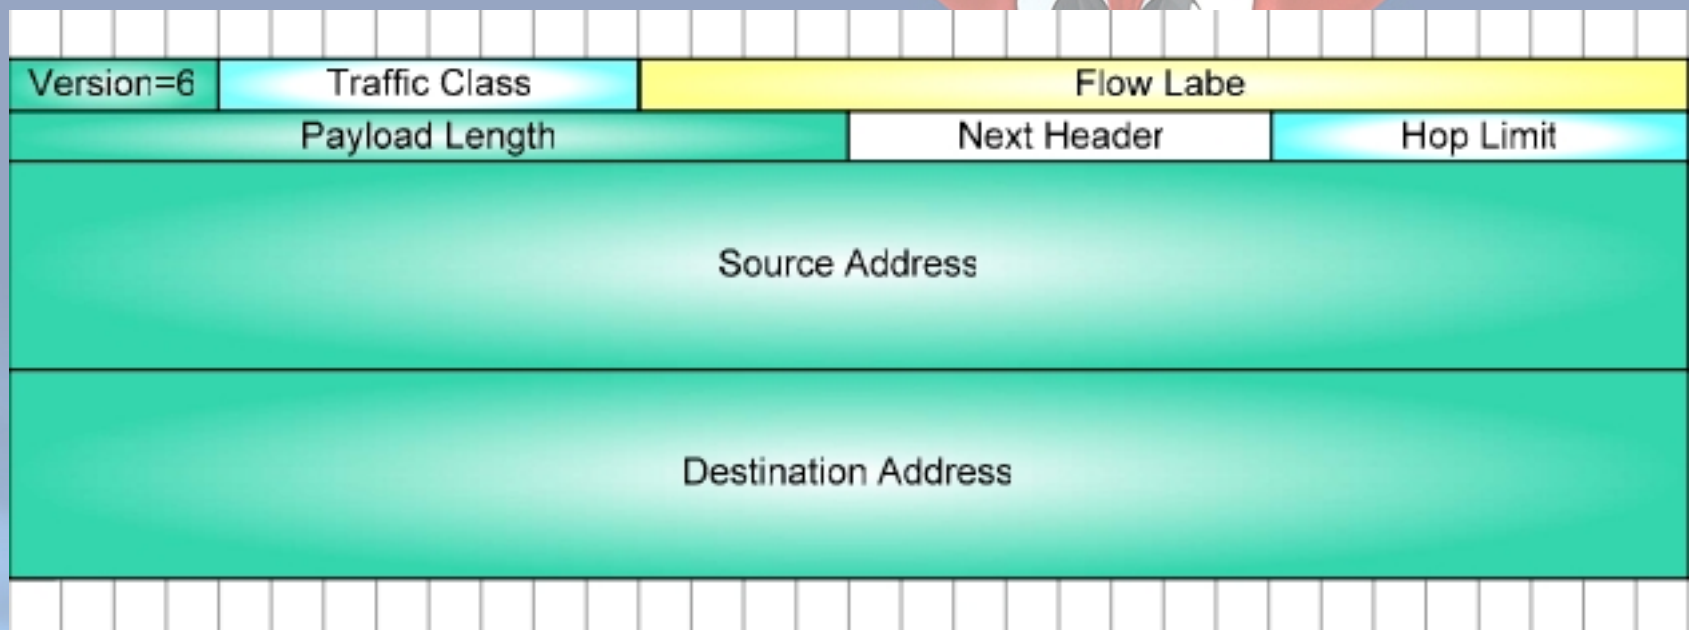 Version=6 Traffic Class Flow Labe
Payload Length Next Header Hop Limit
Source Address
Destination Address